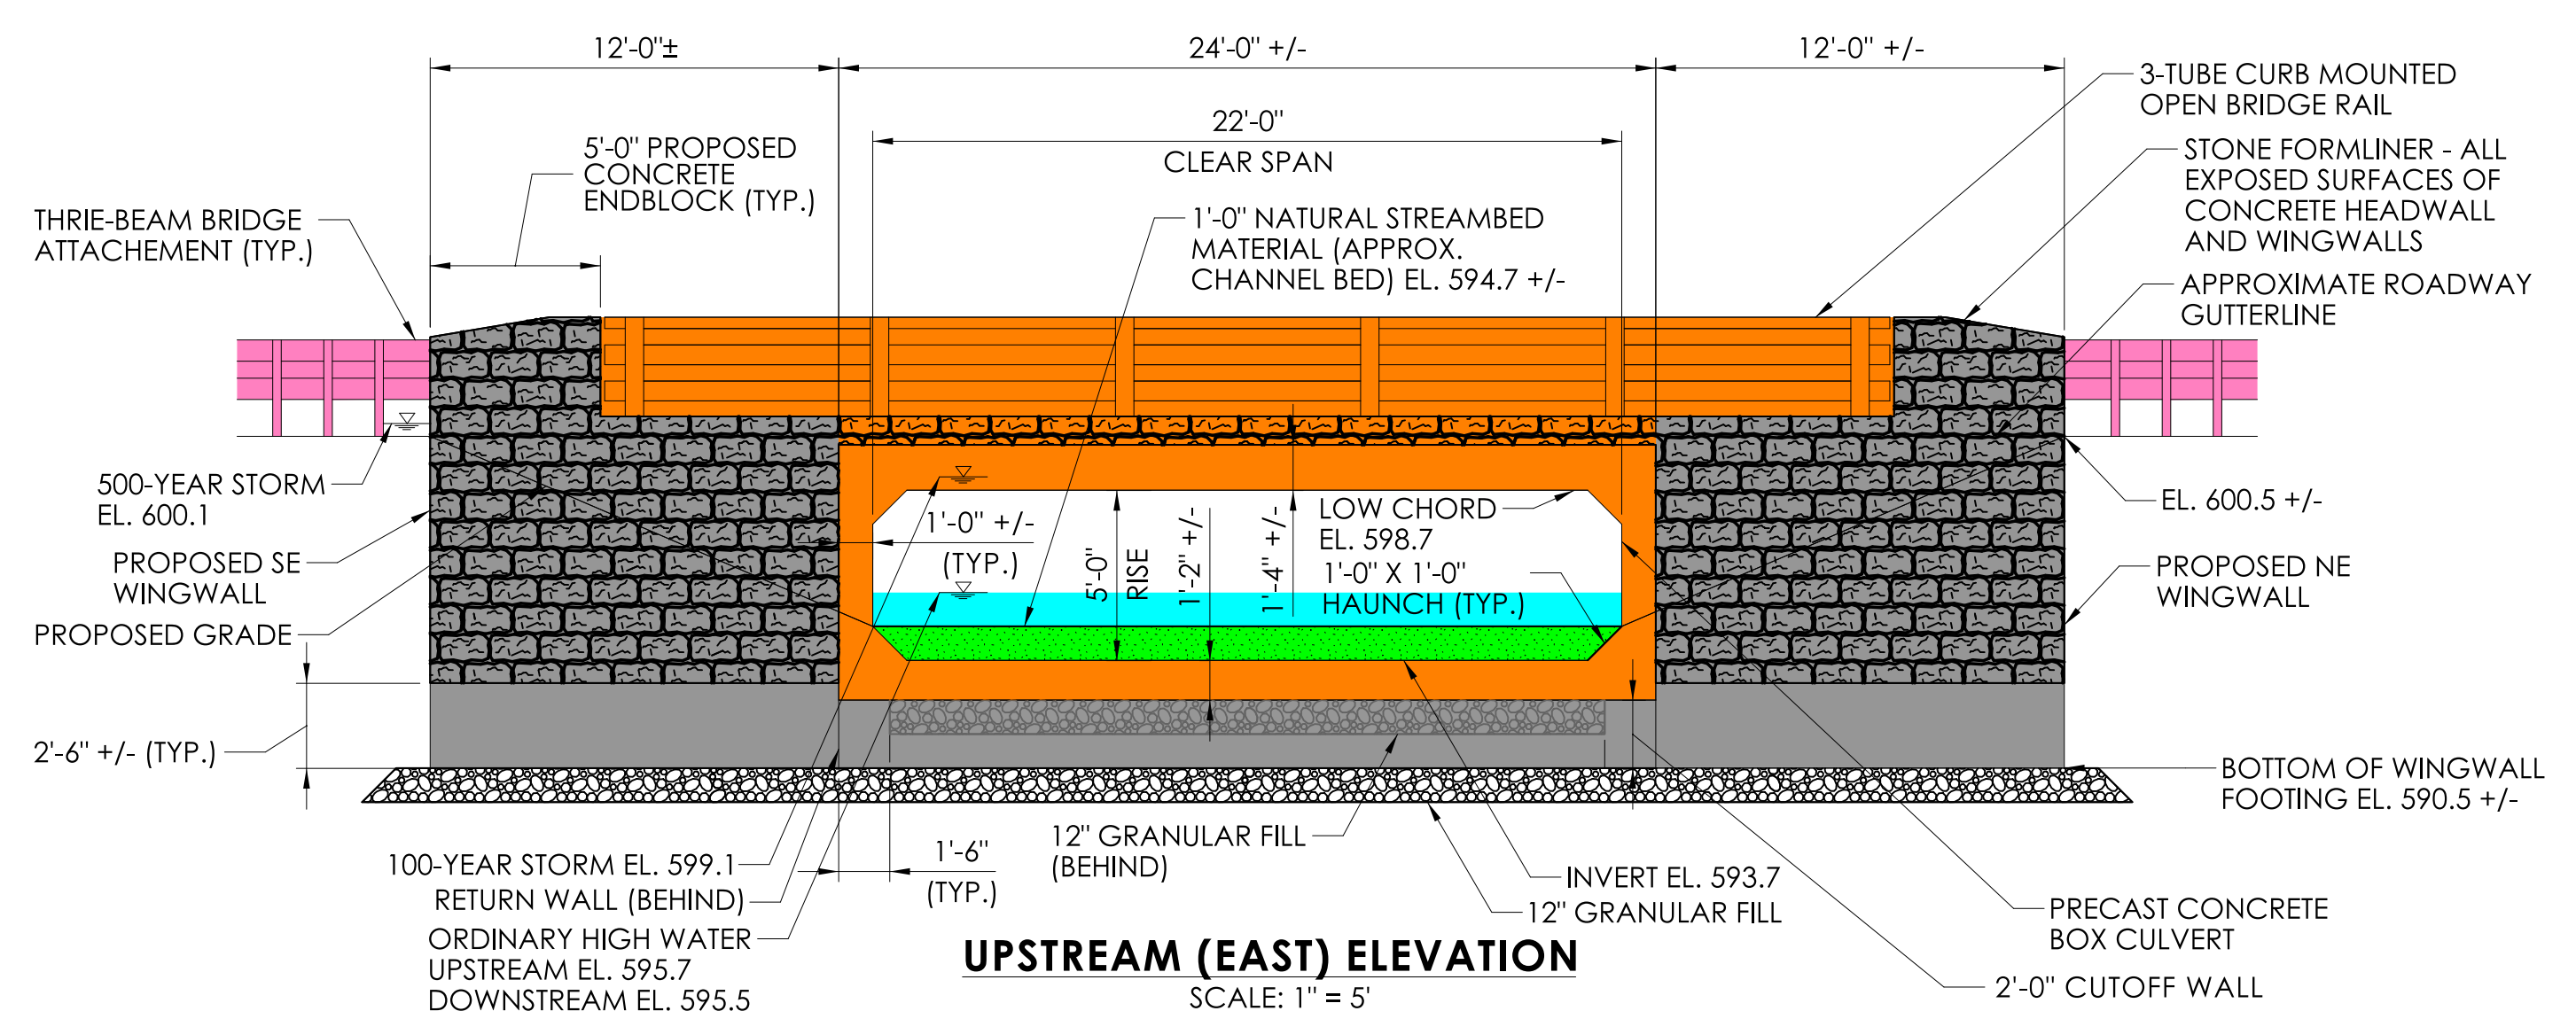 12'-0"±
24'-0" +/-
12'-0" +/-
22'-0"
CLEAR SPAN
3-TUBE CURB MOUNTED
OPEN BRIDGE RAIL
5'-0" PROPOSED
CONCRETE
ENDBLOCK (TYP.)
STONE FORMLINER - ALL
EXPOSED SURFACES OF
CONCRETE HEADWALL
AND WINGWALLS
THRIE-BEAM BRIDGE
ATTACHEMENT (TYP.)
1'-0" NATURAL STREAMBED
MATERIAL (APPROX.
CHANNEL BED) EL. 594.7 +/-
APPROXIMATE ROADWAY
GUTTERLINE
500-YEAR STORM
EL. 600.1
1'-0" +/-
(TYP.)
5'-0"
RISE
1'-2" +/-
1'-4" +/-
LOW CHORD
EL. 598.7
1'-0" X 1'-0"
HAUNCH (TYP.)
EL. 600.5 +/-
PROPOSED SE
WINGWALL
PROPOSED NE
WINGWALL
PROPOSED GRADE
2'-6" +/- (TYP.)
BOTTOM OF WINGWALL
FOOTING EL. 590.5 +/-
100-YEAR STORM EL. 599.1
RETURN WALL (BEHIND)
ORDINARY HIGH WATER
UPSTREAM EL. 595.7
DOWNSTREAM EL. 595.5
1'-6"
(TYP.)
12" GRANULAR FILL
(BEHIND)
INVERT EL. 593.7
12" GRANULAR FILL
PRECAST CONCRETE
BOX CULVERT
2'-0" CUTOFF WALL
UPSTREAM (EAST) ELEVATION
SCALE: 1" = 5'